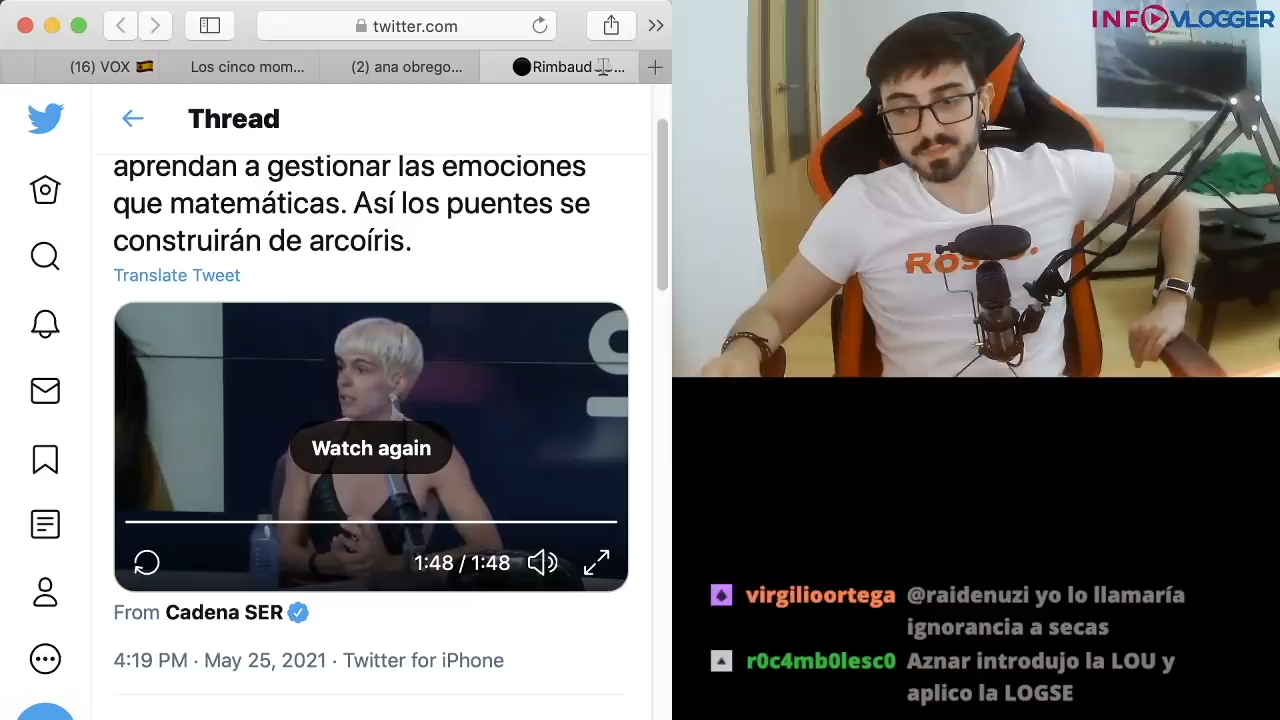 twitter.com
(16) VOX 🇪🇸
Los cinco mom...
(2) ana obrego...
Rimbaud⚖️...
Thread
aprendan a gestionar las emociones
que matemáticas. Así los puentes se
construirán de arcoíris.
Translate Tweet
Watch again
1:48 / 1:48
From Cadena SER
4:19 PM · May 25, 2021 · Twitter for iPhone
INFOVLOGGER
virgilioortega @raidenuzi yo lo llamaría
ignorancia a secas
r0c4mb0lesc0 Aznar introdujo la LOU y
aplico la LOGSE